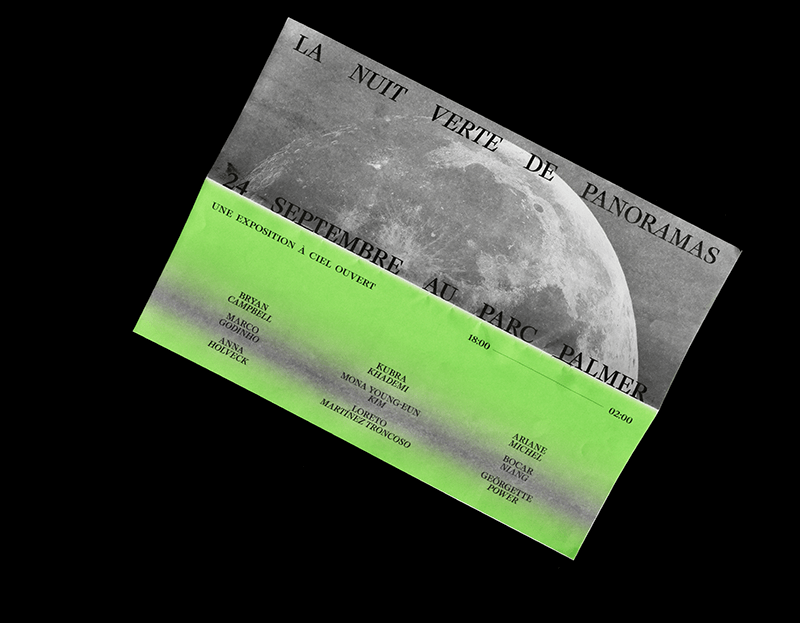 LA NUIT VERTE DE PANORAMAS
24 SEPTEMBRE AU PARC PALMER
UNE EXPOSITION À CIEL OUVERT
18:00
02:00
BRYAN
CAMPBELL
MARCO
GODINHO
ANNA
HOLVECK
KUBRA
KHADEMI
MONA YOUNG-EUN
KIM
LORETO
MARTÍNEZ TRONCOSO
ARIANE
MICHEL
BOCAR
NIANG
GEORGETTE
POWER